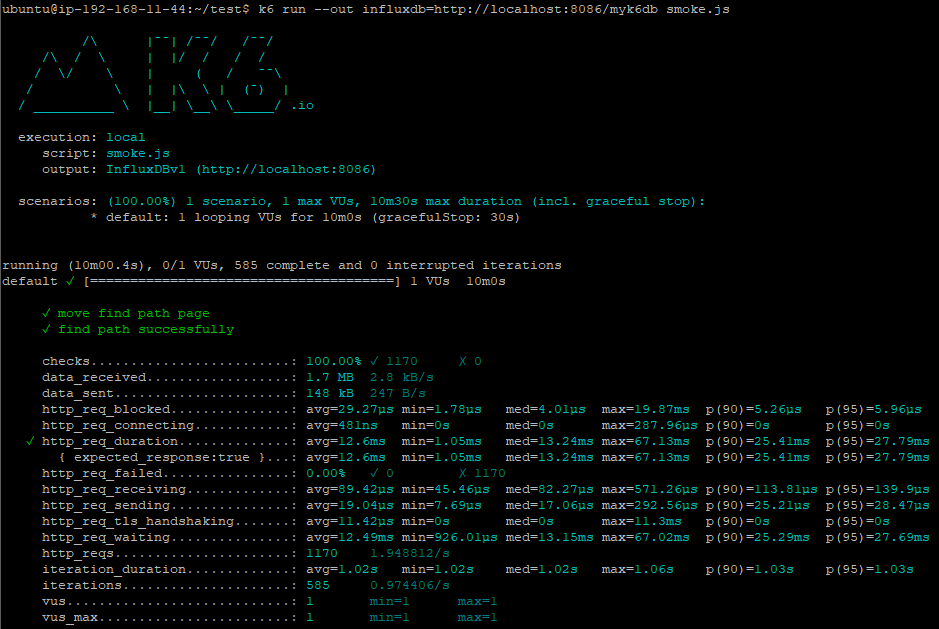 ubuntu@ip-192-168-11-44:~/test$ k6 run --out influxdb=http://localhost:8086/myk6db smoke.js
          /\      |‾‾| /‾‾/   /‾‾/
     /\  /  \     |  |/  /   /  /
    /  \/    \    |     (   /   ‾‾\
   /          \   |  |\  \ |  (‾)  |
  / __________ \  |__| \__\ \_____/ .io
  execution: local
     script: smoke.js
     output: InfluxDBv1 (http://localhost:8086)
  scenarios: (100.00%) 1 scenario, 1 max VUs, 10m30s max duration (incl. graceful stop):
           * default: 1 looping VUs for 10m0s (gracefulStop: 30s)
running (10m00.4s), 0/1 VUs, 585 complete and 0 interrupted iterations
default ✓ [======================================] 1 VUs  10m0s
     ✓ move find path page
     ✓ find path successfully
     checks.........................: 100.00% ✓ 1170     X 0
     data_received..................: 1.7 MB  2.8 kB/s
     data_sent......................: 148 kB  247 B/s
     http_req_blocked...............: avg=29.27µs min=1.78µs   med=4.01µs  max=19.87ms  p(90)=5.26µs   p(95)=5.96µs
     http_req_connecting............: avg=481ns   min=0s       med=0s      max=287.96µs p(90)=0s       p(95)=0s
   ✓ http_req_duration..............: avg=12.6ms  min=1.05ms   med=13.24ms max=67.13ms  p(90)=25.41ms  p(95)=27.79ms
       { expected_response:true }...: avg=12.6ms  min=1.05ms   med=13.24ms max=67.13ms  p(90)=25.41ms  p(95)=27.79ms
     http_req_failed................: 0.00%   ✓ 0        X 1170
     http_req_receiving.............: avg=89.42µs min=45.46µs  med=82.27µs max=571.26µs p(90)=113.81µs p(95)=139.9µs
     http_req_sending...............: avg=19.04µs min=7.69µs   med=17.06µs max=292.56µs p(90)=25.21µs  p(95)=28.47µs
     http_req_tls_handshaking.......: avg=11.42µs min=0s       med=0s      max=11.3ms   p(90)=0s       p(95)=0s
     http_req_waiting...............: avg=12.49ms min=926.01µs med=13.15ms max=67.02ms  p(90)=25.29ms  p(95)=27.69ms
     http_reqs......................: 1170    1.948812/s
     iteration_duration.............: avg=1.02s   min=1.02s    med=1.02s   max=1.06s    p(90)=1.03s    p(95)=1.03s
     iterations.....................: 585     0.974406/s
     vus............................: 1       min=1      max=1
     vus_max........................: 1       min=1      max=1